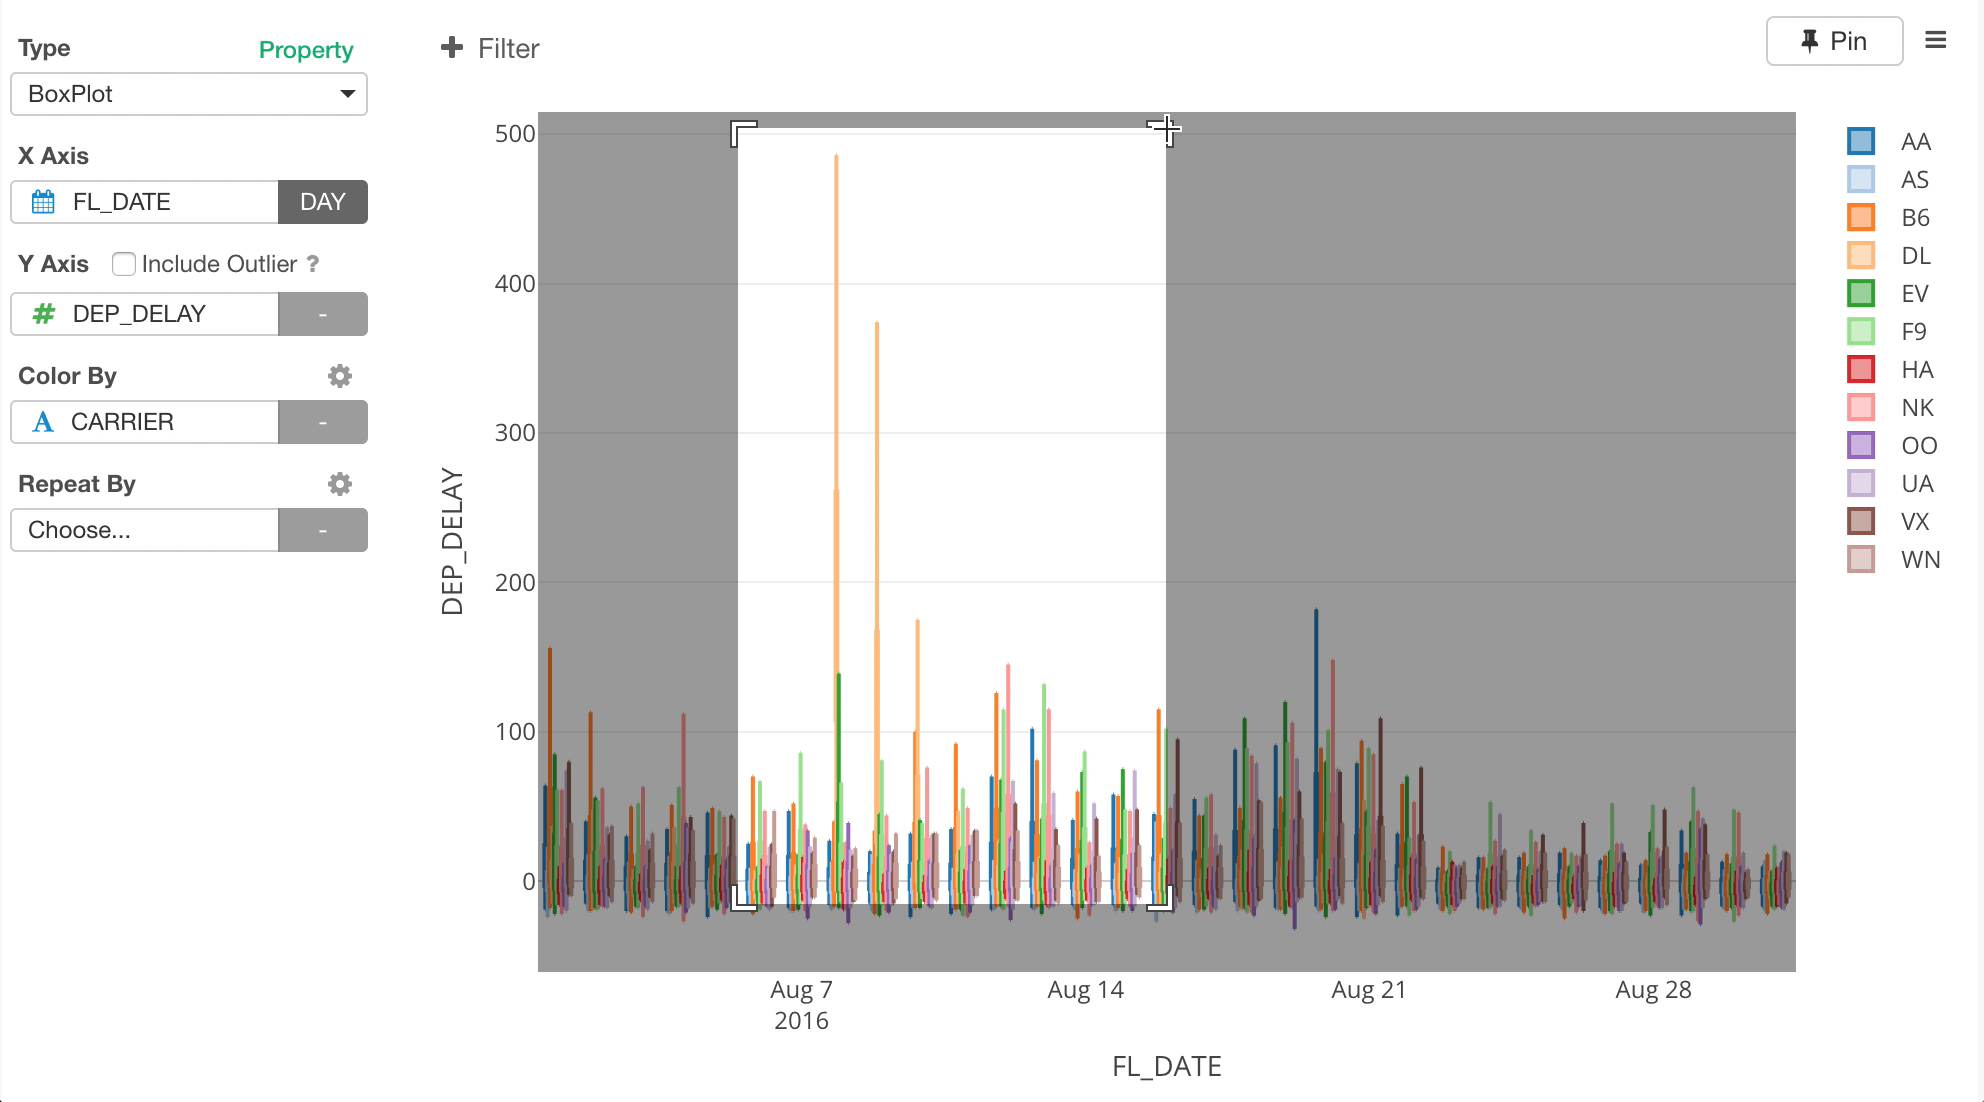 Type Property
BoxPlot
X Axis
FL_DATE DAY
Y Axis Include Outlier ?
# DEP_DELAY -
Color By
A CARRIER -
Repeat By
Choose... -
+ Filter
Pin
DEP_DELAY
500
400
300
200
100
0
Aug 7
2016
Aug 14
Aug 21
Aug 28
FL_DATE
AA
AS
B6
DL
EV
F9
HA
NK
OO
UA
VX
WN